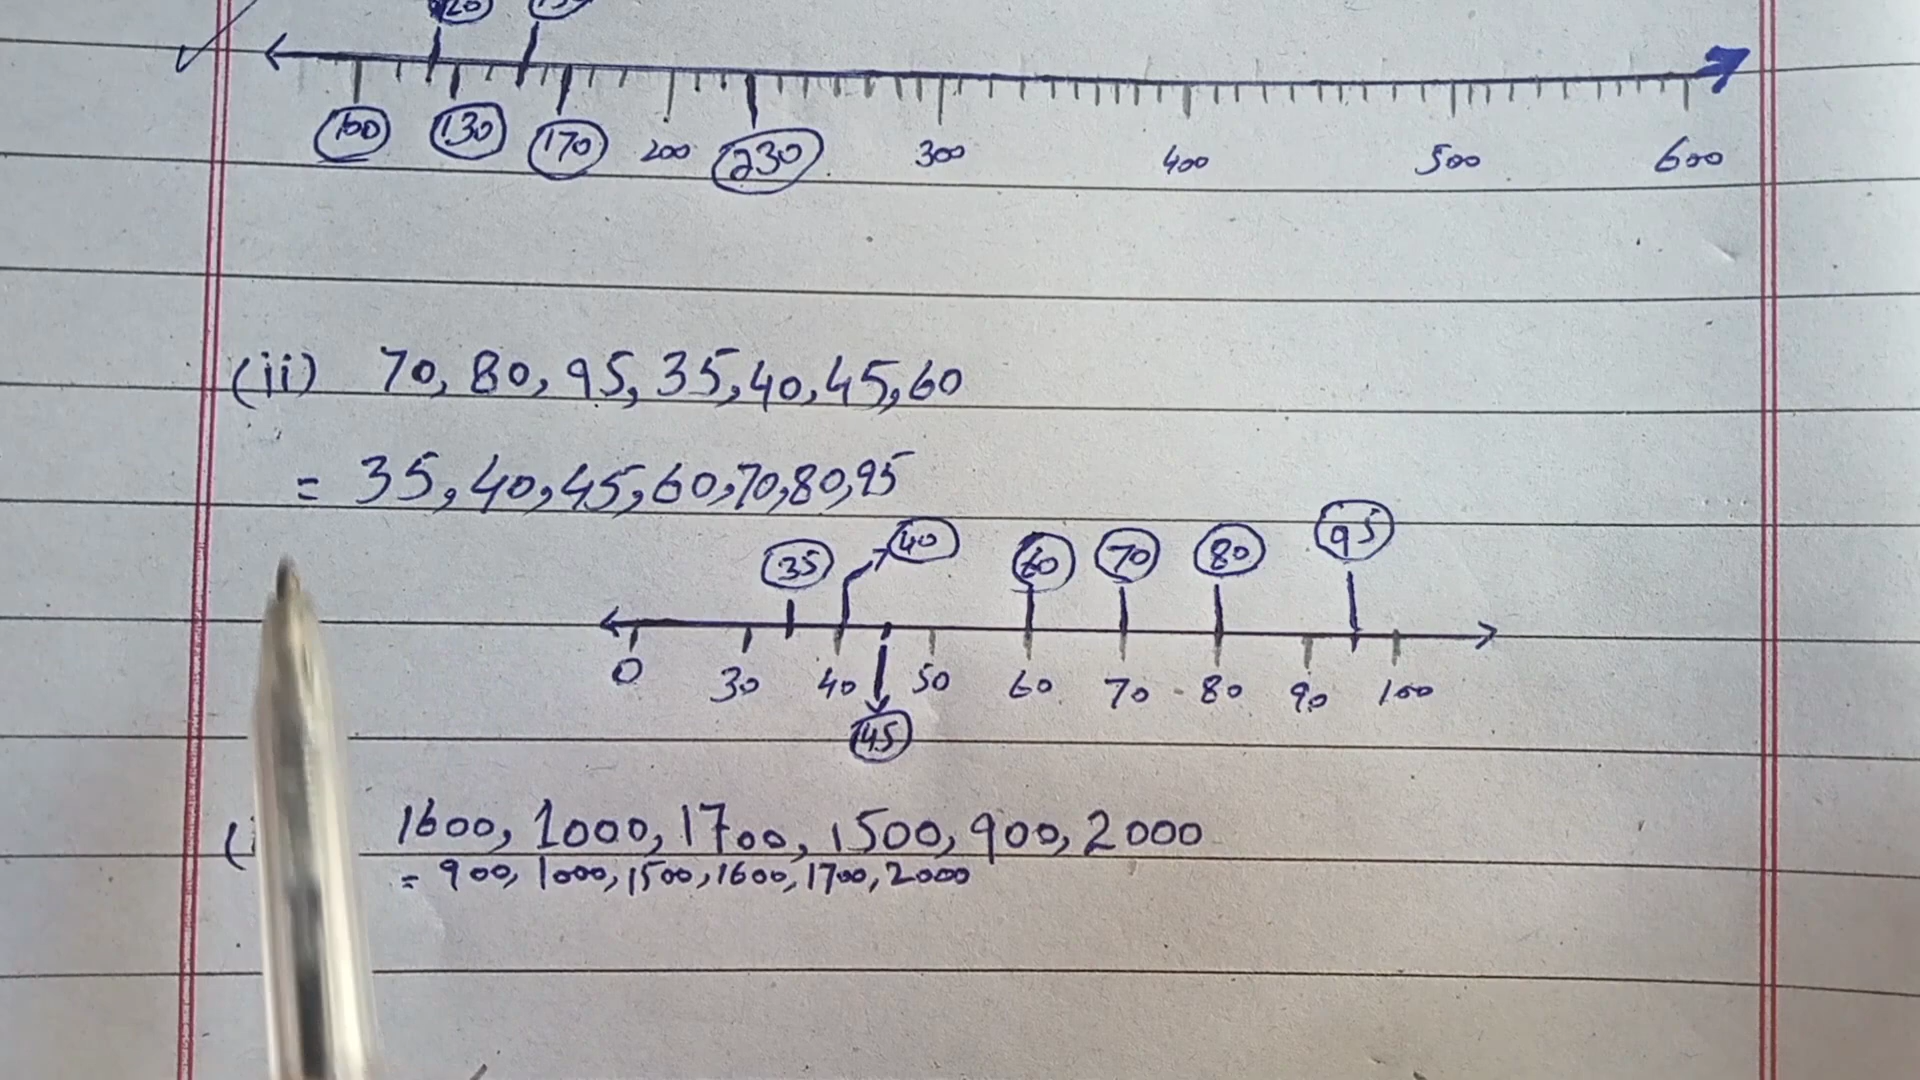 100 130 170 200 230 300 400 500 600
(ii) 70, 80, 95, 35, 40, 45, 60
= 35, 40, 45, 60, 70, 80, 95
35 40 60 70 80 95
0 30 40 50 60 70 80 90 100
45
( 1600, 1000, 1700, 1500, 900, 2000
= 900, 1000, 1500, 1600, 1700, 2000